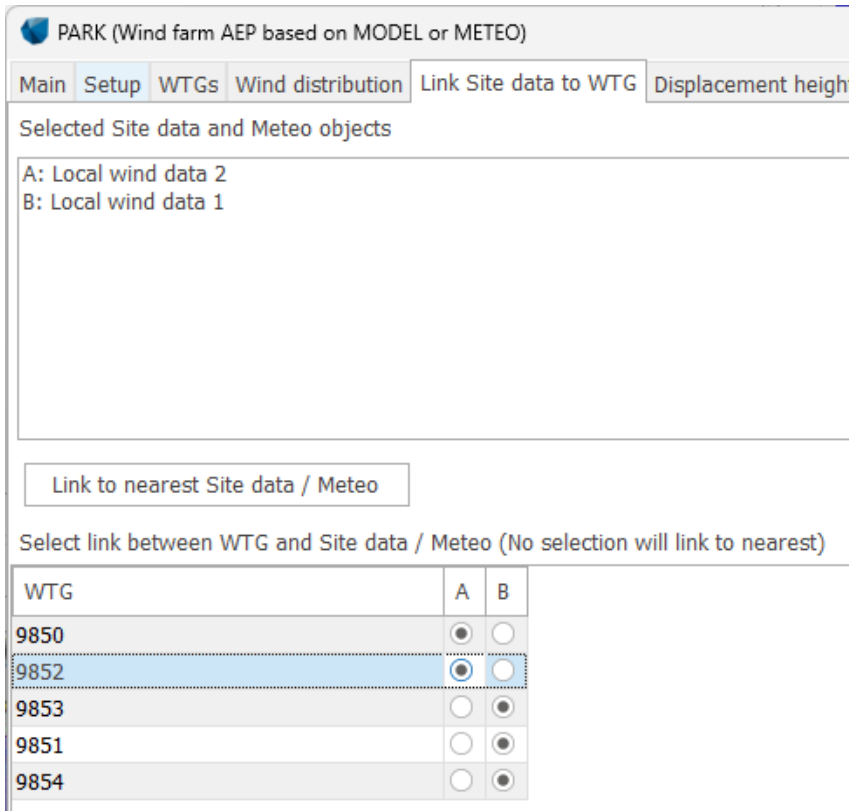 PARK (Wind farm AEP based on MODEL or METEO)
Main Setup WTGs Wind distribution Link Site data to WTG Displacement heigh
Selected Site data and Meteo objects
A: Local wind data 2
B: Local wind data 1
Link to nearest Site data / Meteo
Select link between WTG and Site data / Meteo (No selection will link to nearest)
WTG A B
9850
9852
9853
9851
9854